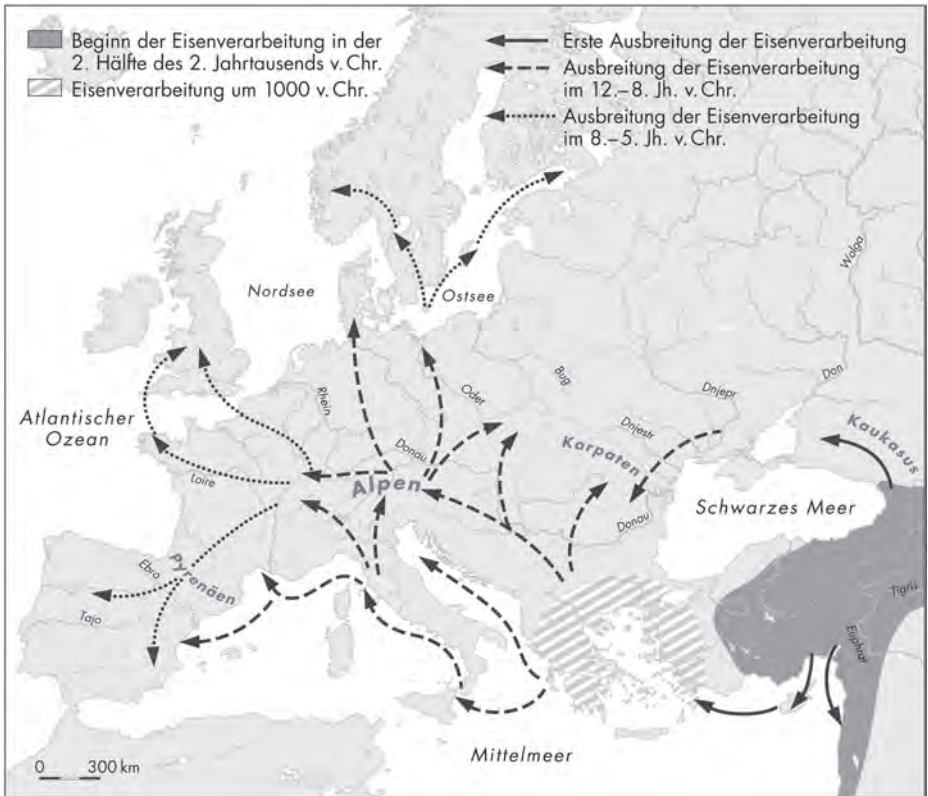 Beginn der Eisenverarbeitung in der
2. Hälfte des 2. Jahrtausends v. Chr.
Eisenverarbeitung um 1000 v. Chr.
Erste Ausbreitung der Eisenverarbeitung
Ausbreitung der Eisenverarbeitung
im 12.–8. Jh. v. Chr.
Ausbreitung der Eisenverarbeitung
im 8.–5. Jh. v. Chr.
Wolga
Nordsee
Ostsee
Rhein
Oder
Bug
Dnjepr
Don
Atlantischer
Ozean
Donau
Dnjestr
Karpaten
Kaukasus
Loire
Alpen
Donau
Schwarzes Meer
Ebro
Pyrenäen
Tajo
Tigris
Euphrat
Mittelmeer
0 300 km